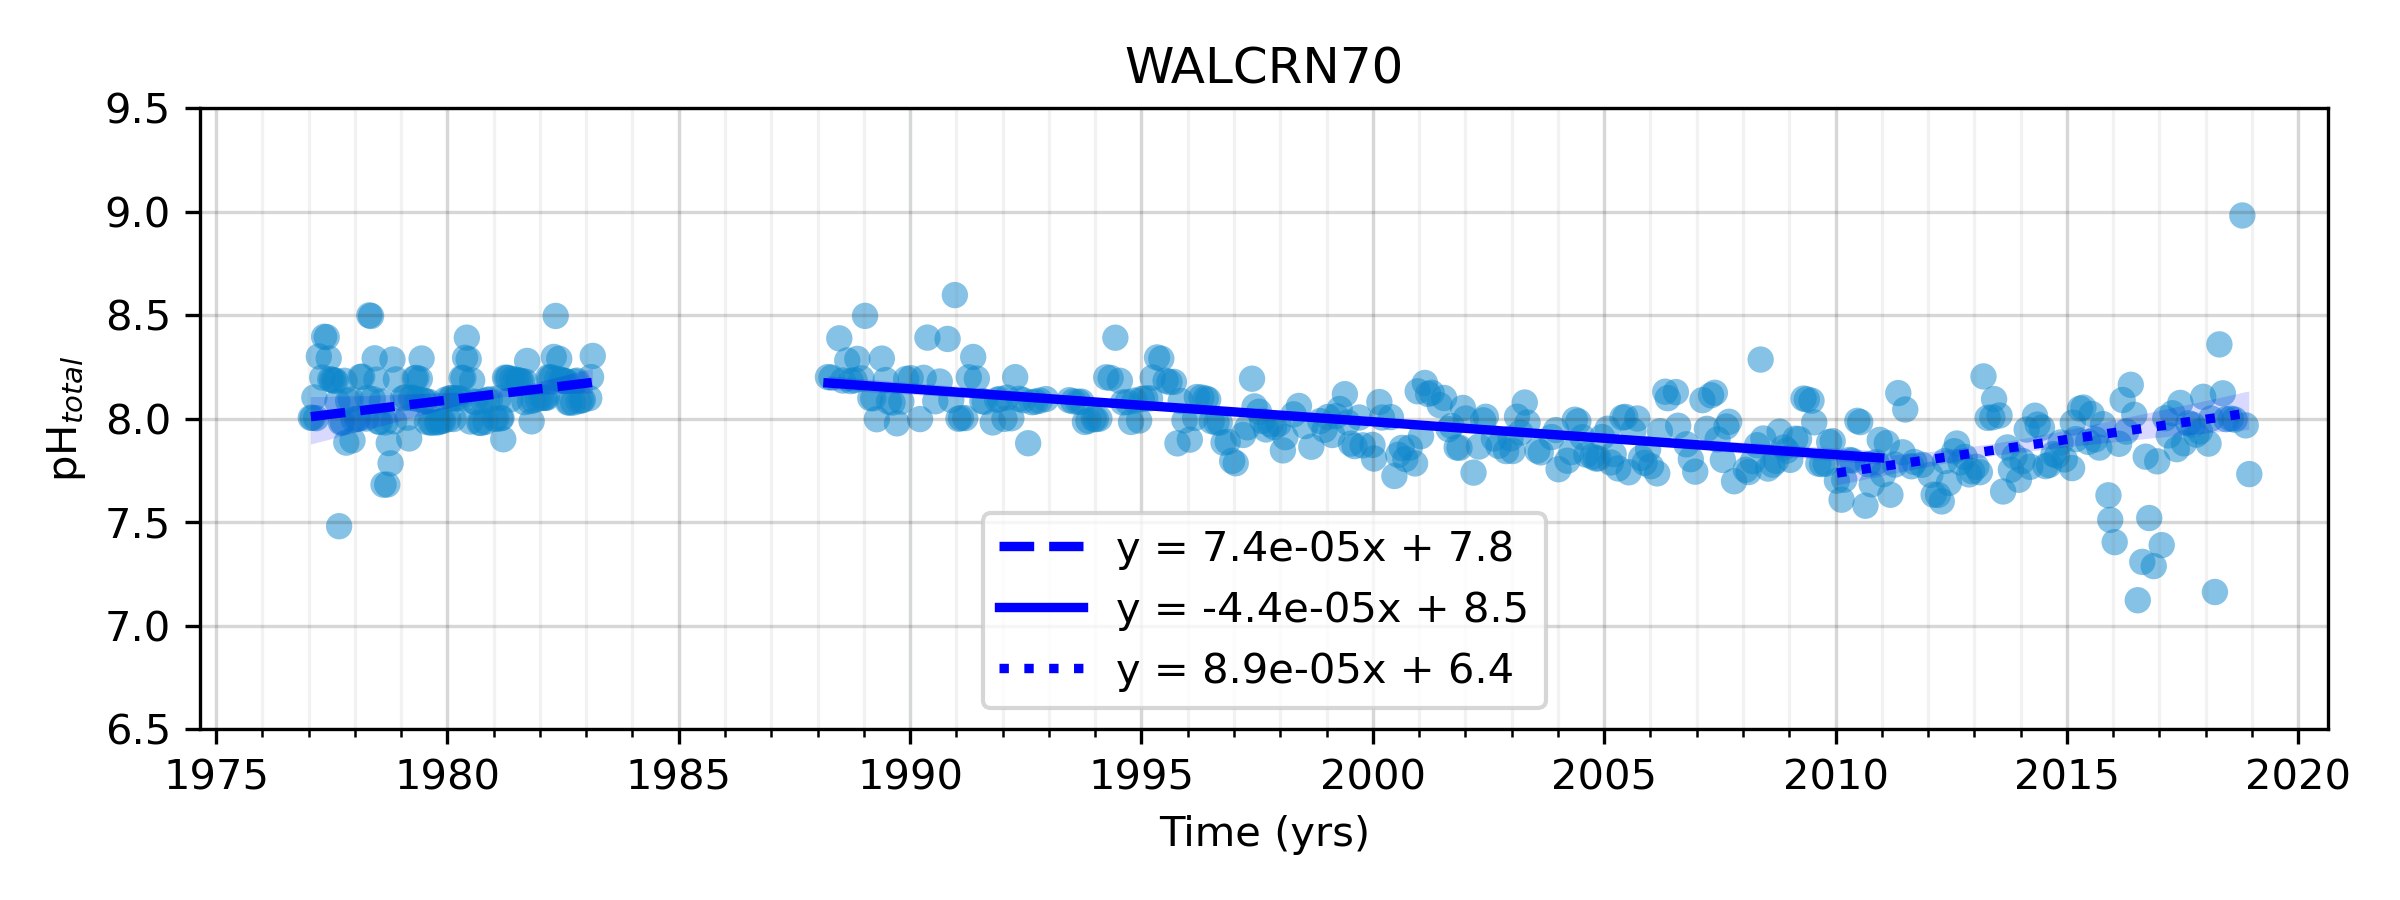 WALCRN70
9.5
9.0
8.5
8.0
7.5
7.0
6.5
pH_total
y = 7.4e-05x + 7.8
y = -4.4e-05x + 8.5
y = 8.9e-05x + 6.4
1975 1980 1985 1990 1995 2000 2005 2010 2015 2020
Time (yrs)